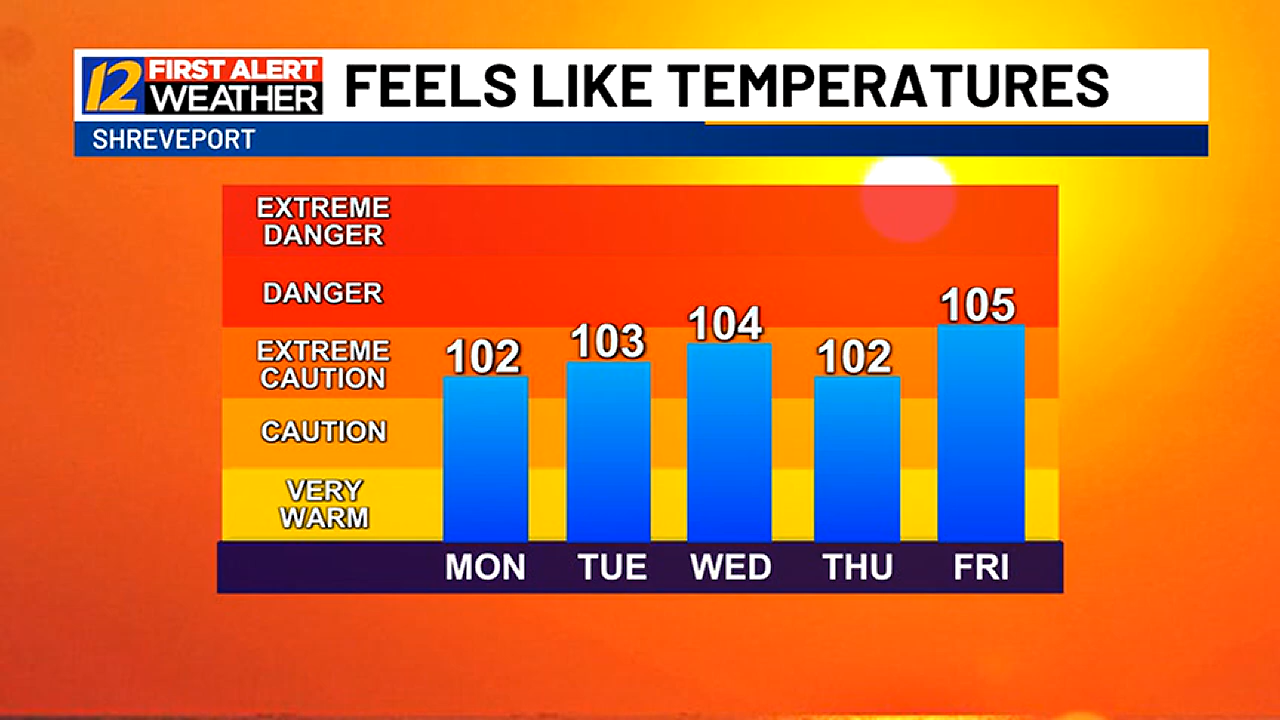 12 FIRST ALERT
WEATHER
FEELS LIKE TEMPERATURES
SHREVEPORT
EXTREME
DANGER
DANGER
EXTREME
CAUTION
CAUTION
VERY
WARM
102
103
104
102
105
MON TUE WED THU FRI